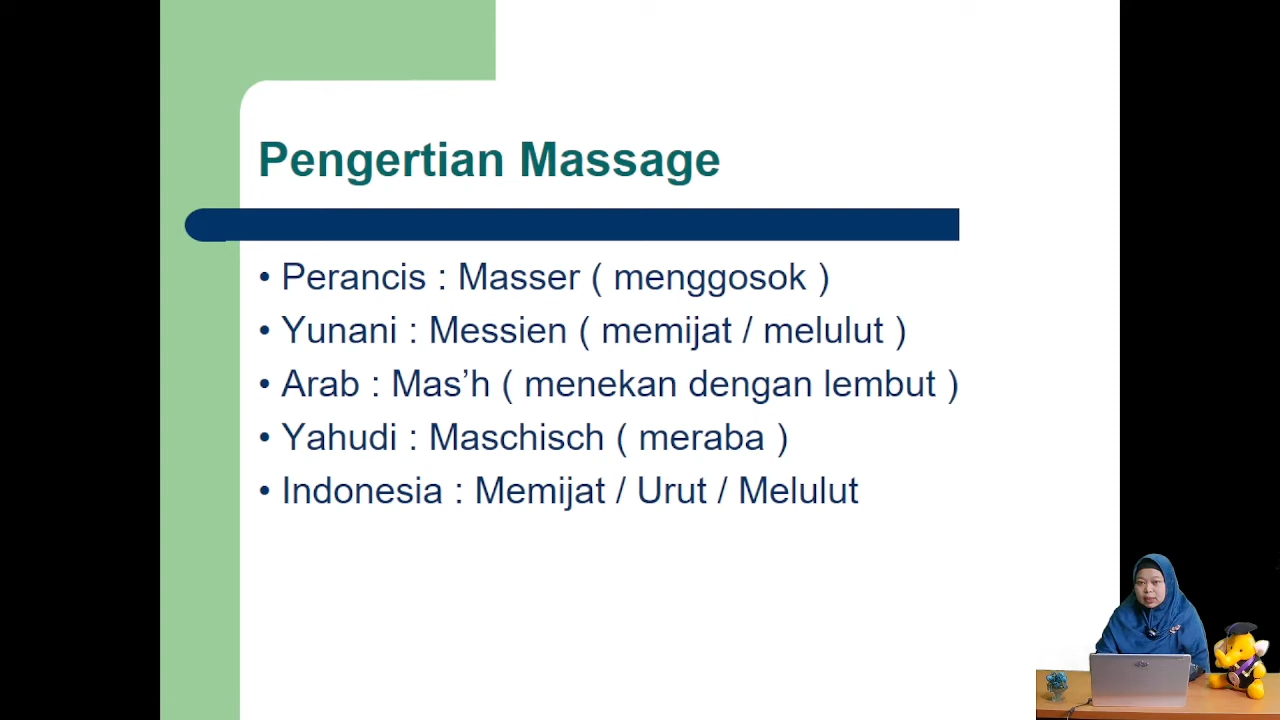 Pengertian Massage
• Perancis : Masser ( menggosok )
• Yunani : Messien ( memijat / melulut )
• Arab : Mas’h ( menekan dengan lembut )
• Yahudi : Maschisch ( meraba )
• Indonesia : Memijat / Urut / Melulut